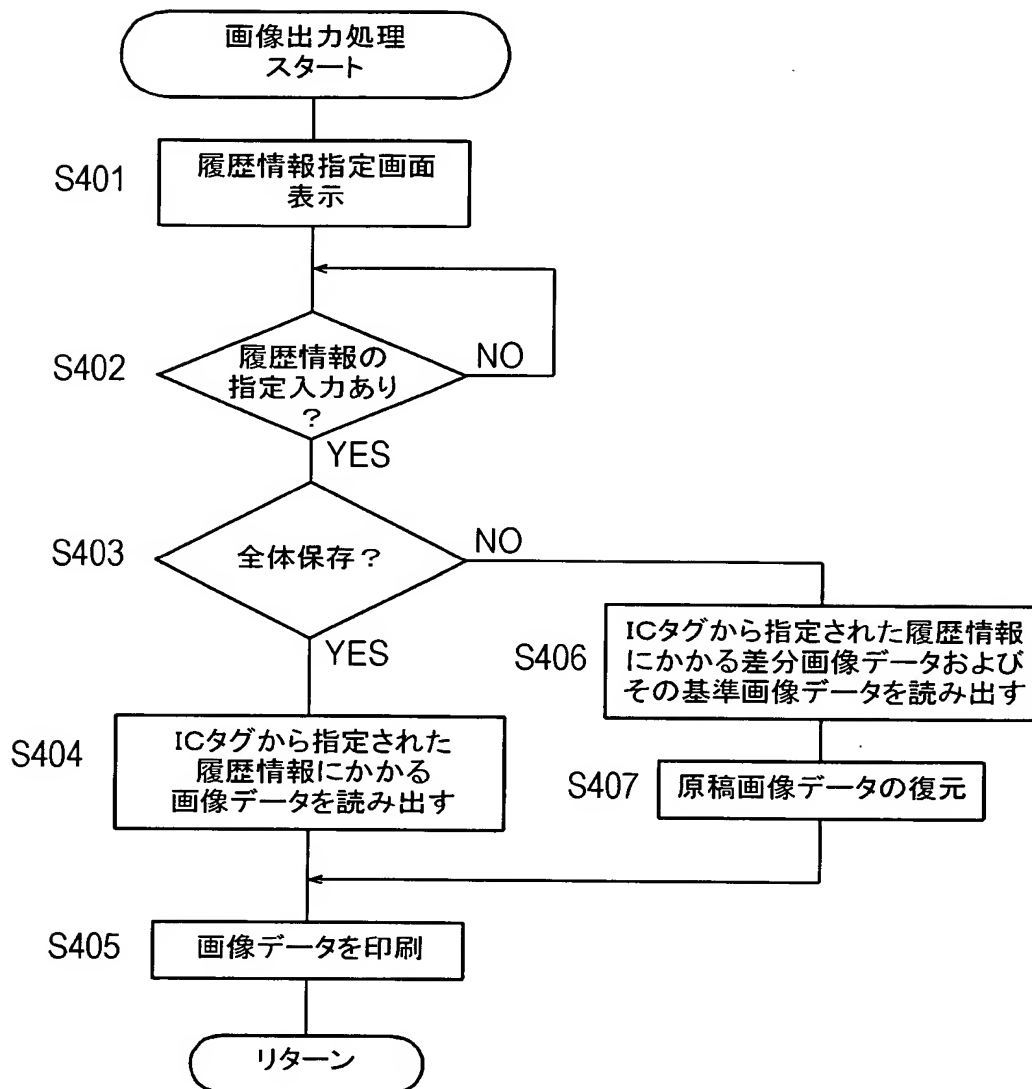 画像出力処理
スタート
S401
履歴情報指定画面
表示
S402
履歴情報の
指定入力あり
?
NO
YES
S403
全体保存?
NO
YES
S406
ICタグから指定された履歴情報
にかかる差分画像データおよび
その基準画像データを読み出す
S404
ICタグから指定された
履歴情報にかかる
画像データを読み出す
S407
原稿画像データの復元
S405
画像データを印刷
リターン